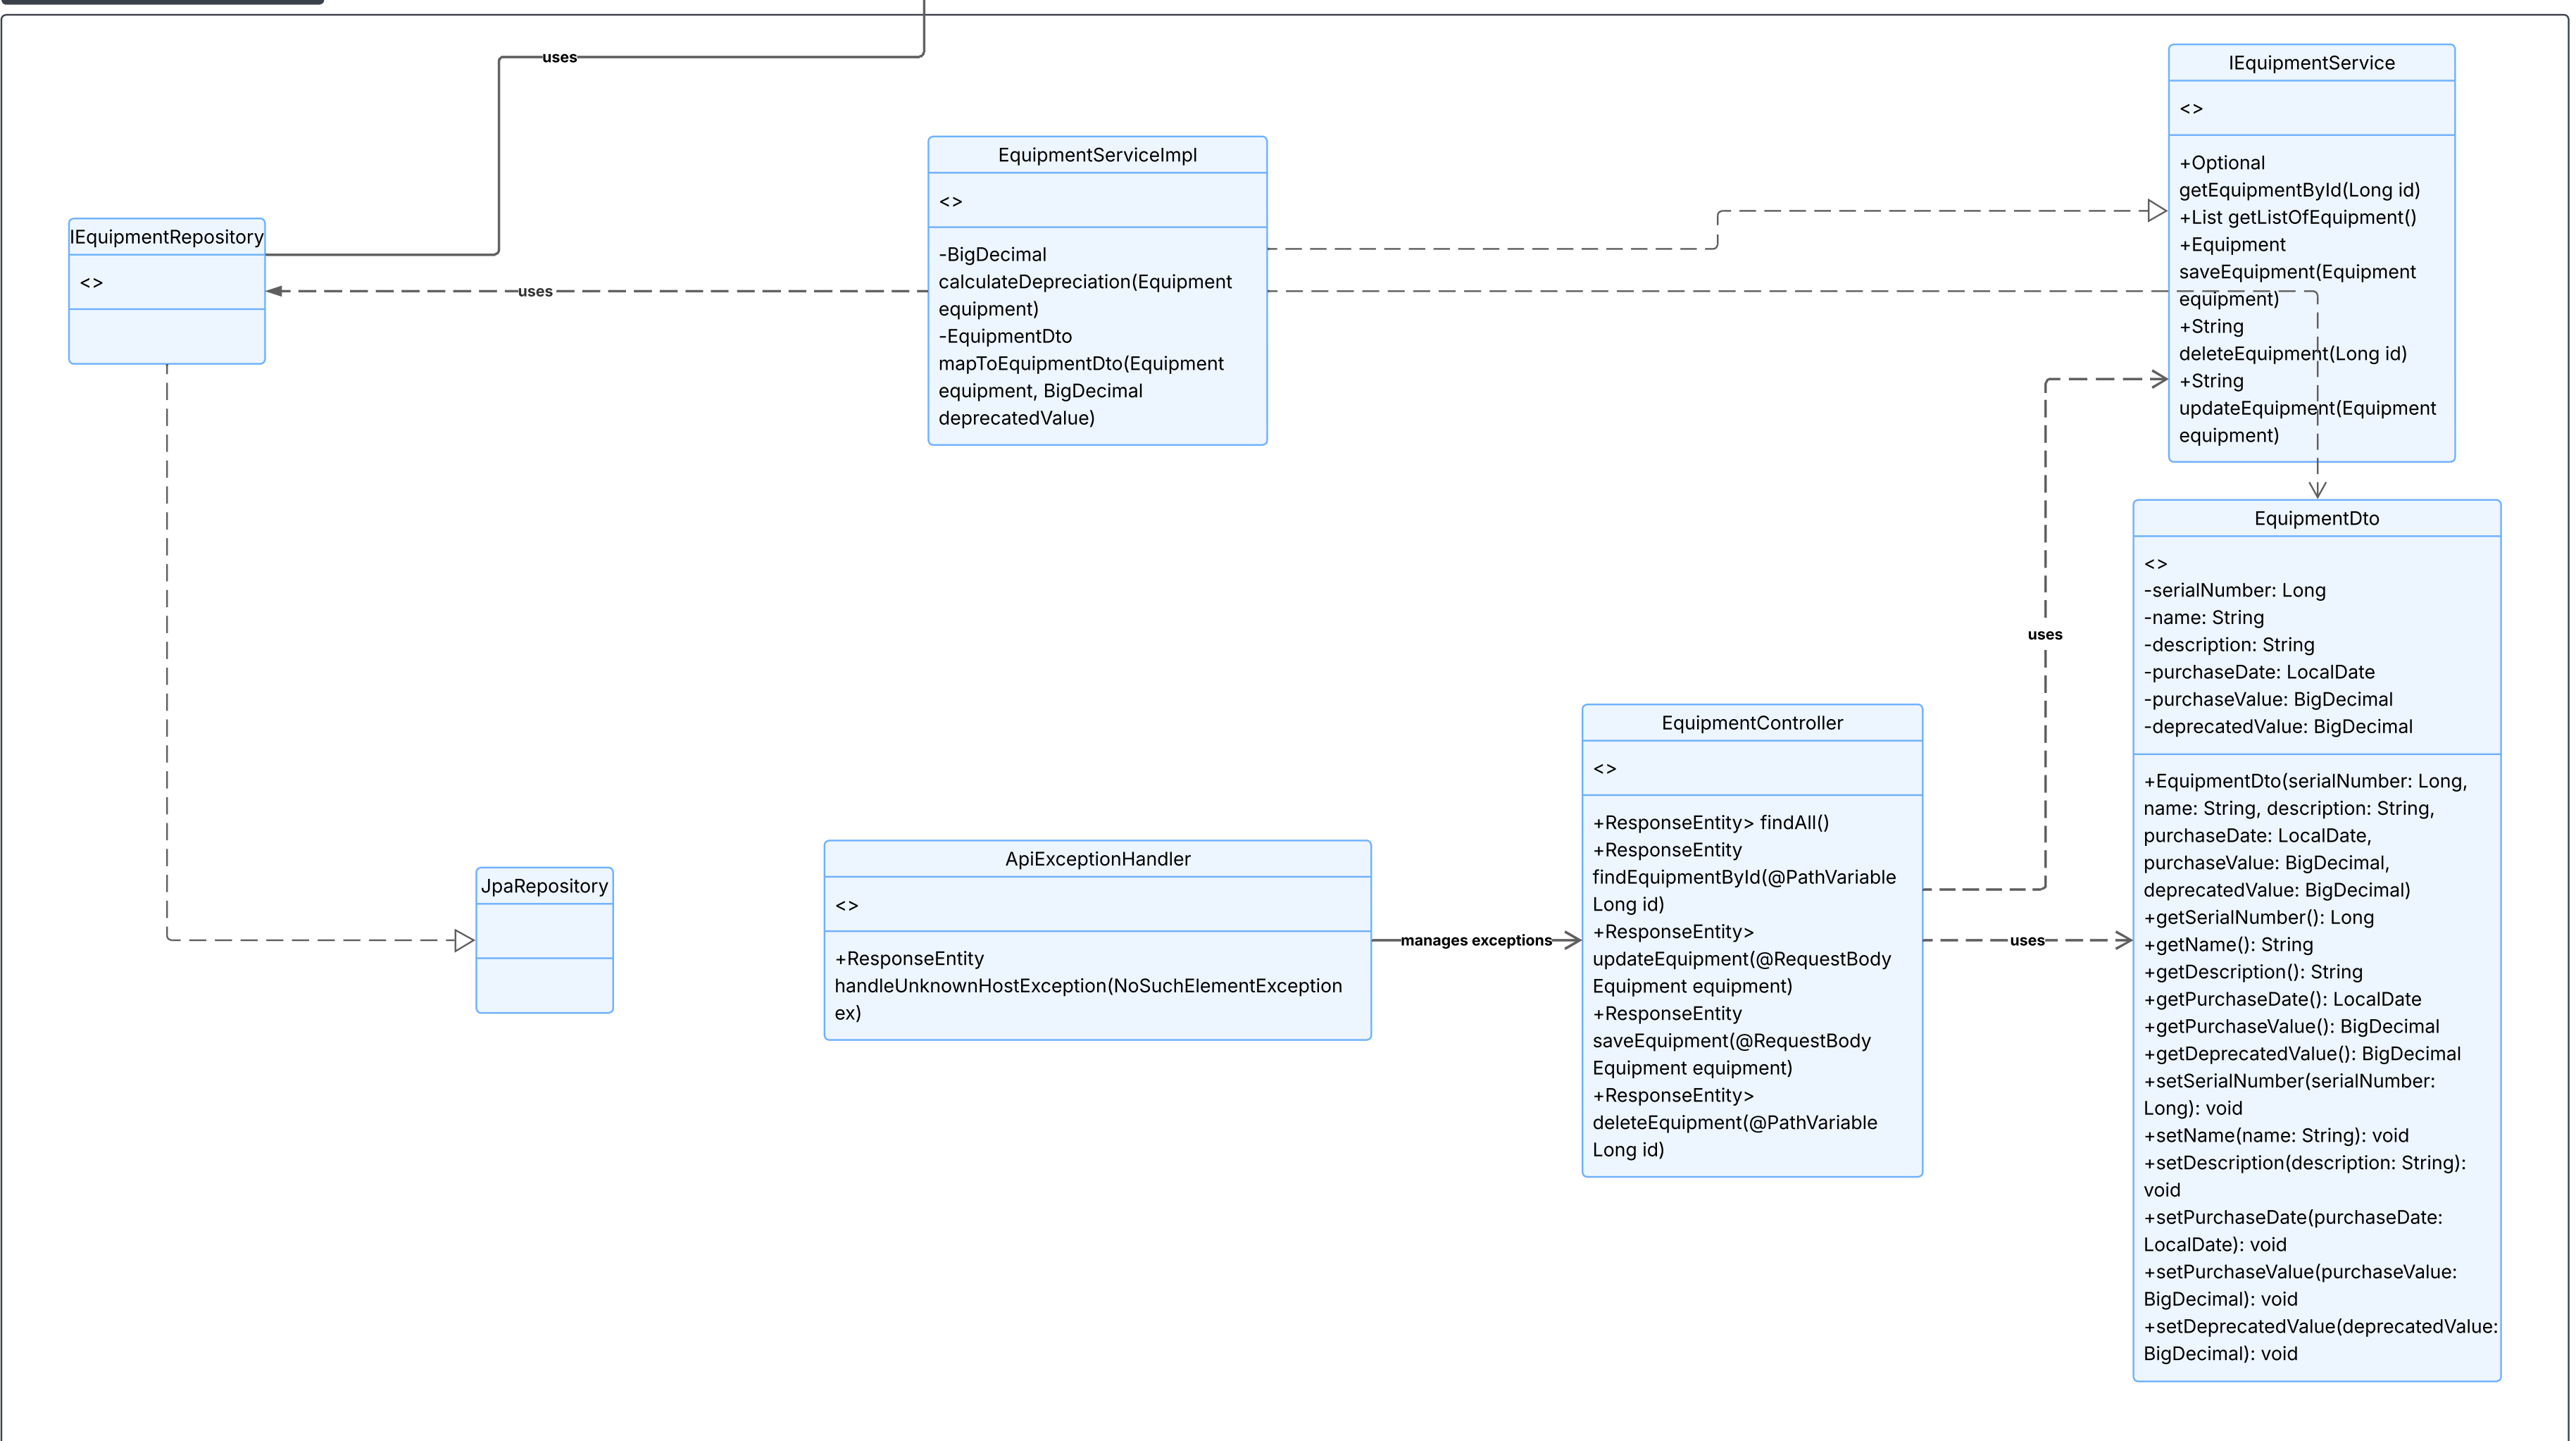 uses
IEquipmentService
<>
+Optional
getEquipmentById(Long id)
+List getListOfEquipment()
+Equipment
saveEquipment(Equipment
equipment)
+String
deleteEquipment(Long id)
+String
updateEquipment(Equipment
equipment)
EquipmentServiceImpl
<>
-BigDecimal
calculateDepreciation(Equipment
equipment)
-EquipmentDto
mapToEquipmentDto(Equipment
equipment, BigDecimal
deprecatedValue)
IEquipmentRepository
<>
uses
uses
EquipmentDto
<>
-serialNumber: Long
-name: String
-description: String
-purchaseDate: LocalDate
-purchaseValue: BigDecimal
-deprecatedValue: BigDecimal
+EquipmentDto(serialNumber: Long,
name: String, description: String,
purchaseDate: LocalDate,
purchaseValue: BigDecimal,
deprecatedValue: BigDecimal)
+getSerialNumber(): Long
+getName(): String
+getDescription(): String
+getPurchaseDate(): LocalDate
+getPurchaseValue(): BigDecimal
+getDeprecatedValue(): BigDecimal
+setSerialNumber(serialNumber:
Long): void
+setName(name: String): void
+setDescription(description: String):
void
+setPurchaseDate(purchaseDate:
LocalDate): void
+setPurchaseValue(purchaseValue:
BigDecimal): void
+setDeprecatedValue(deprecatedValue:
BigDecimal): void
EquipmentController
<>
+ResponseEntity> findAll()
+ResponseEntity
findEquipmentById(@PathVariable
Long id)
+ResponseEntity>
updateEquipment(@RequestBody
Equipment equipment)
+ResponseEntity
saveEquipment(@RequestBody
Equipment equipment)
+ResponseEntity>
deleteEquipment(@PathVariable
Long id)
uses
ApiExceptionHandler
<>
+ResponseEntity
handleUnknownHostException(NoSuchElementException
ex)
manages exceptions
JpaRepository